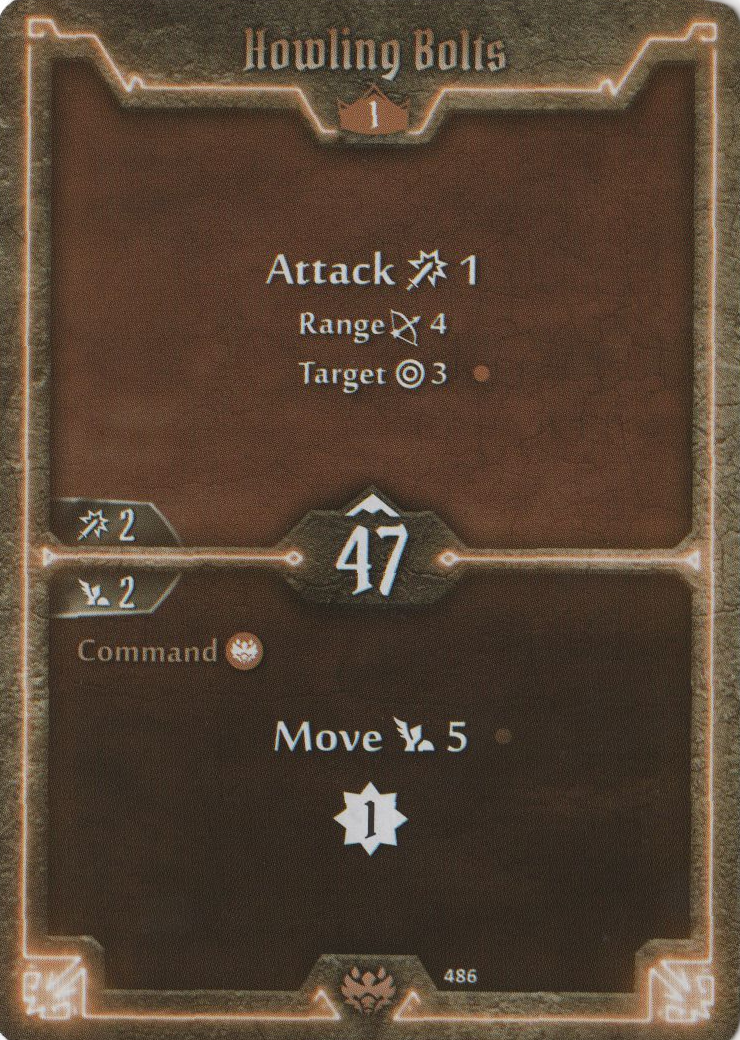 Howling Bolts
1
Attack 1
Range 4
Target 3
2
47
2
Command
Move 5
1
486